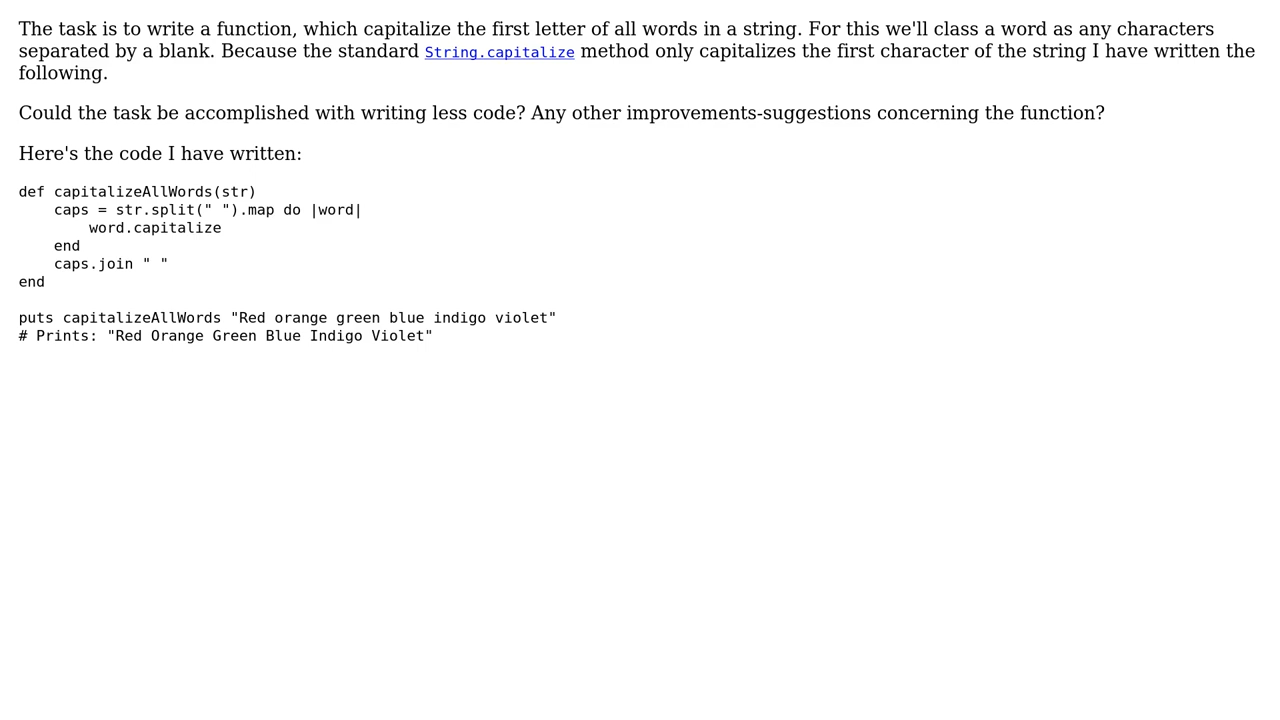 The task is to write a function, which capitalize the first letter of all words in a string. For this we'll class a word as any characters
separated by a blank. Because the standard String.capitalize method only capitalizes the first character of the string I have written the
following.
Could the task be accomplished with writing less code? Any other improvements-suggestions concerning the function?
Here's the code I have written:
def capitalizeAllWords(str)
    caps = str.split(" ").map do |word|
        word.capitalize
    end
    caps.join " "
end
puts capitalizeAllWords "Red orange green blue indigo violet"
# Prints: "Red Orange Green Blue Indigo Violet"